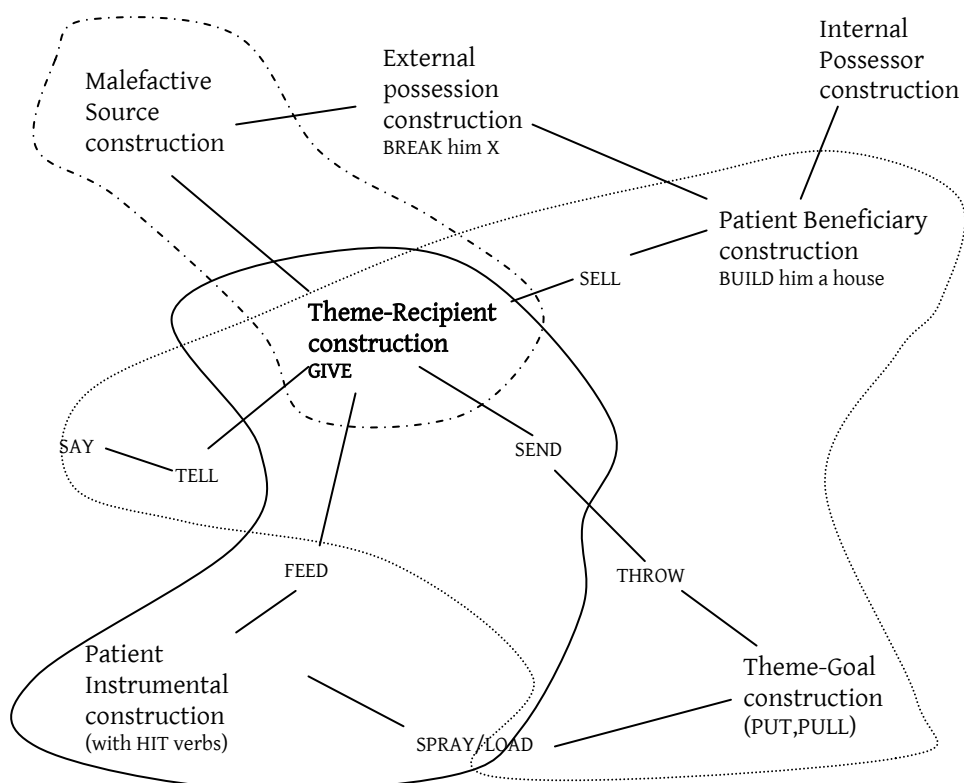 Internal
Possessor
construction
External
possession
construction
BREAK him X
Malefactive
Source
construction
Patient Beneficiary
construction
BUILD him a house
SELL
Theme-Recipient
construction
GIVE
SAY
TELL
SEND
FEED
THROW
Patient
Instrumental
construction
(with HIT verbs)
Theme-Goal
construction
(PUT,PULL)
SPRAY/LOAD